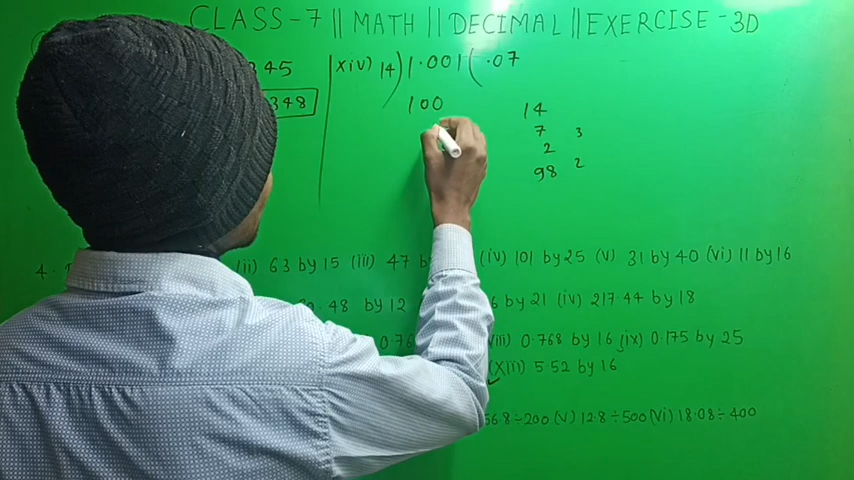 CLASS-7 || MATH || DECIMAL || EXERCISE-3D
345
348
xiv) 14) 1.001 ( .07
100
14
7 3
2
98 2
4. (ii) 63 by 15 (iii) 47 b (iv) 101 by 25 (v) 31 by 40 (vi) 11 by 16
.48 by 12 6 by 21 (iv) 217.44 by 18
0.76 viii) 0.768 by 16 (ix) 0.175 by 25
(XIII) 5.52 by 16
56.8÷200 (V) 12.8÷500 (Vi) 18.08÷400